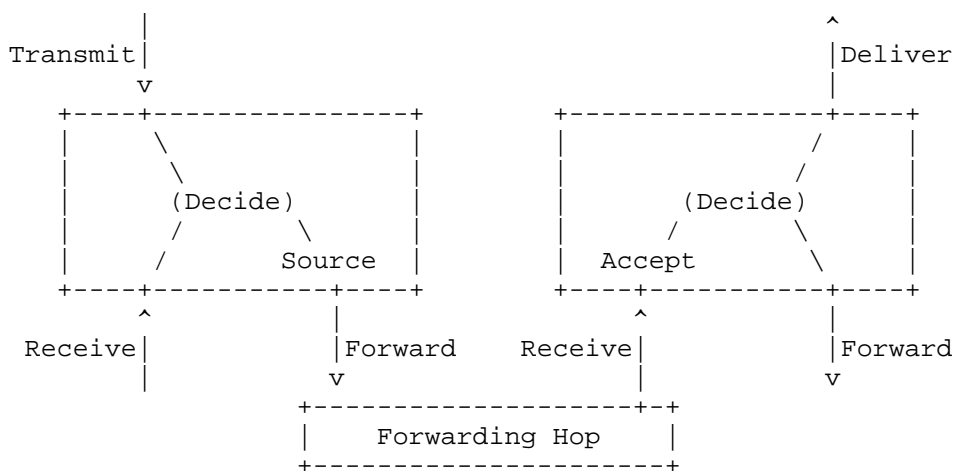 Transmit Deliver
(Decide) (Decide)
Source Accept
Receive Forward Receive Forward
Forwarding Hop